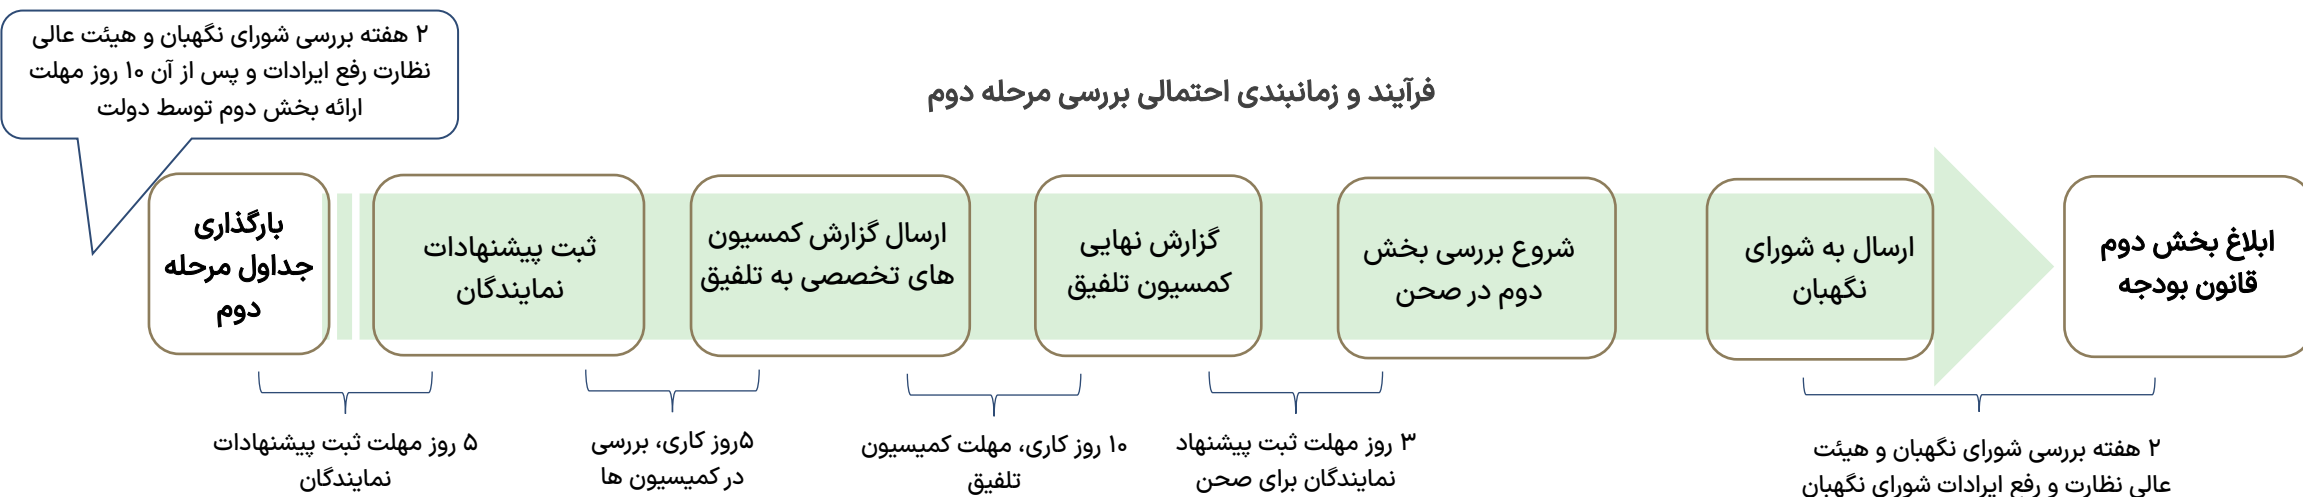 ۲ هفته بررسی شورای نگهبان و هیئت عالی
نظارت رفع ایرادات و پس از آن ۱۰ روز مهلت
ارائه بخش دوم توسط دولت
فرآیند و زمانبندی احتمالی بررسی مرحله دوم
بارگذاری
جداول مرحله
دوم
ثبت پیشنهادات
نمایندگان
ارسال گزارش کمسیون
های تخصصی به تلفیق
گزارش نهایی
کمسیون تلفیق
شروع بررسی بخش
دوم در صحن
ارسال به شورای
نگهبان
ابلاغ بخش دوم
قانون بودجه
۵ روز مهلت ثبت پیشنهادات
نمایندگان
۵روز کاری، بررسی
در کمیسیون ها
۱۰ روز کاری، مهلت کمیسیون
تلفیق
۳ روز مهلت ثبت پیشنهاد
نمایندگان برای صحن
۲ هفته بررسی شورای نگهبان و هیئت
عالی نظارت و رفع ایرادات شورای نگهبان